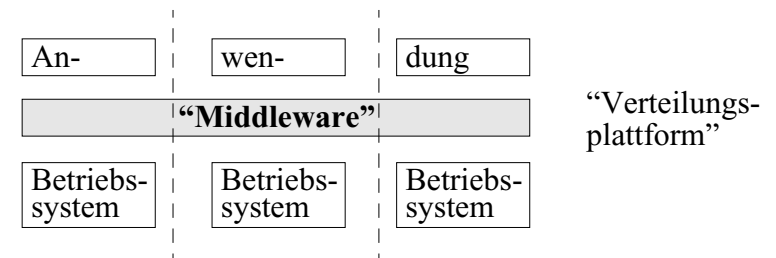 An- wen- dung
“Middleware”
“Verteilungs-
plattform”
Betriebs- Betriebs- Betriebs-
system system system